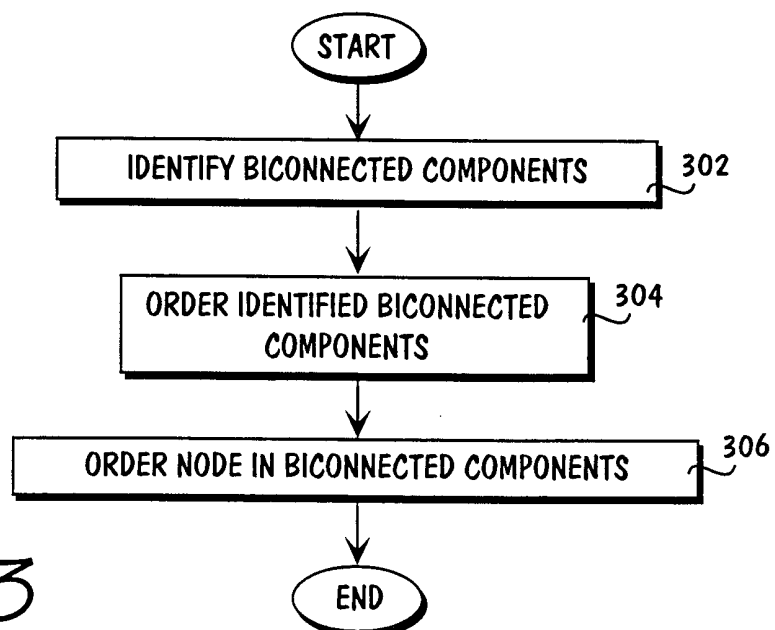 START
IDENTIFY BICONNECTED COMPONENTS
302
ORDER IDENTIFIED BICONNECTED
COMPONENTS
304
ORDER NODE IN BICONNECTED COMPONENTS
306
END
3